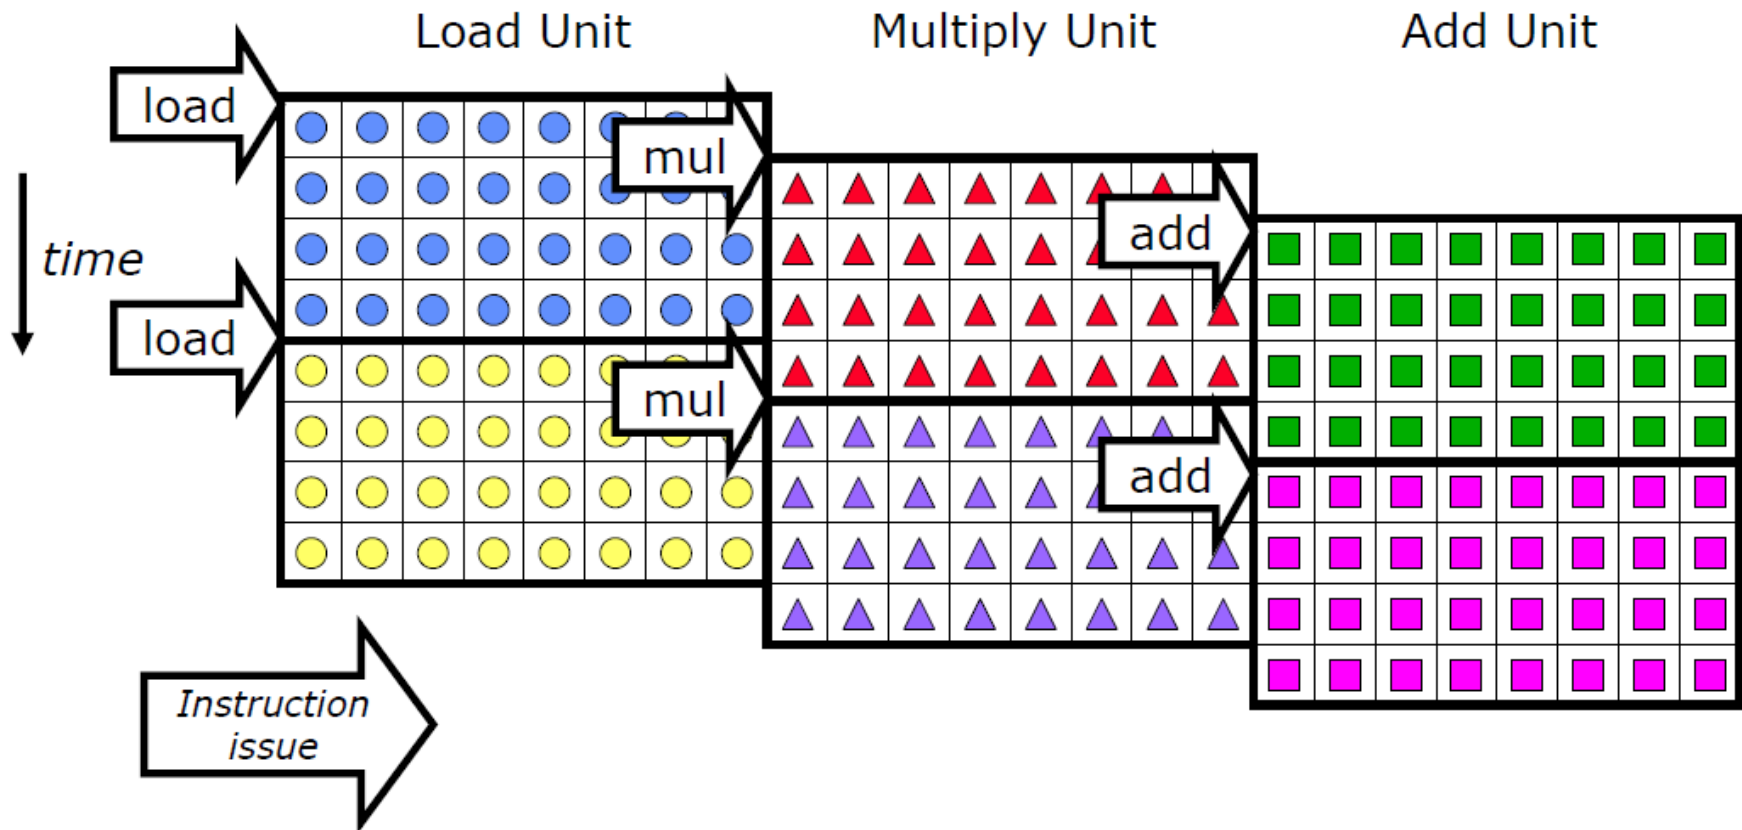 Load Unit
Multiply Unit
Add Unit
load
mul
add
time
load
mul
add
Instruction
issue